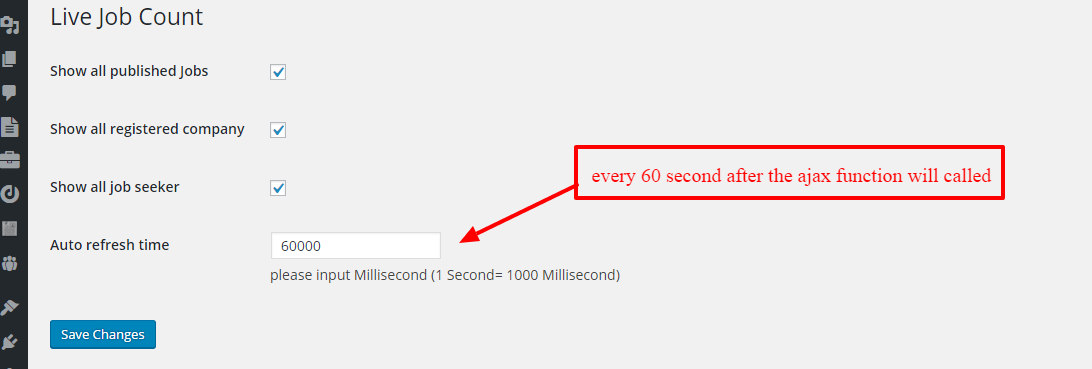 Live Job Count
Show all published Jobs
Show all registered company
every 60 second after the ajax function will called
Show all job seeker
Auto refresh time
60000
please input Millisecond (1 Second= 1000 Millisecond)
Save Changes